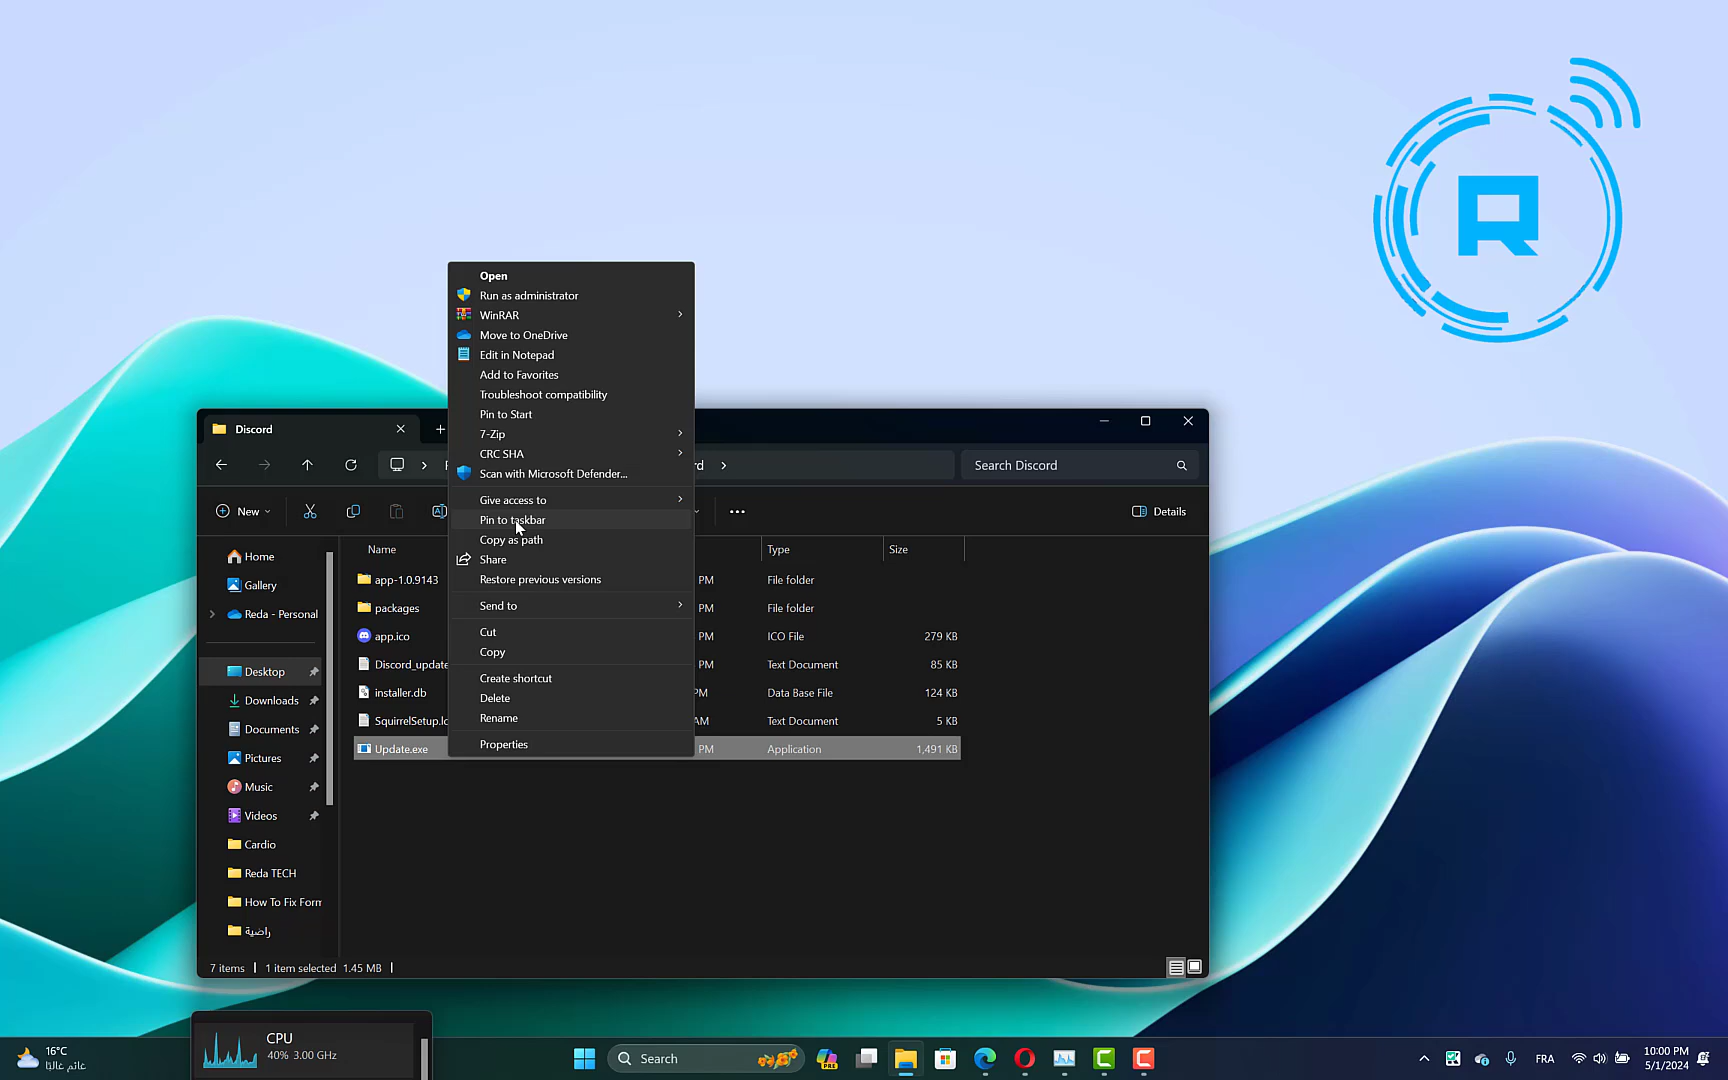 R
Open
Run as administrator
WinRAR
Move to OneDrive
Edit in Notepad
Add to Favorites
Troubleshoot compatibility
Pin to Start
7-Zip
CRC SHA
Scan with Microsoft Defender...
Give access to
Pin to taskbar
Copy as path
Share
Restore previous versions
Send to
Cut
Copy
Create shortcut
Delete
Rename
Properties
Discord
rd
Search Discord
New
Details
Home
Gallery
Reda - Personal
Desktop
Downloads
Documents
Pictures
Music
Videos
Cardio
Reda TECH
How To Fix Form
راضية
Name Type Size
app-1.0.9143 PM File folder
packages PM File folder
app.ico PM ICO File 279 KB
Discord_update PM Text Document 85 KB
installer.db PM Data Base File 124 KB
SquirrelSetup.lo AM Text Document 5 KB
Update.exe PM Application 1,491 KB
7 items 1 item selected 1.45 MB
CPU
40% 3.00 GHz
16°C
غائم غالبًا
Search
PRE
FRA
10:00 PM
5/1/2024